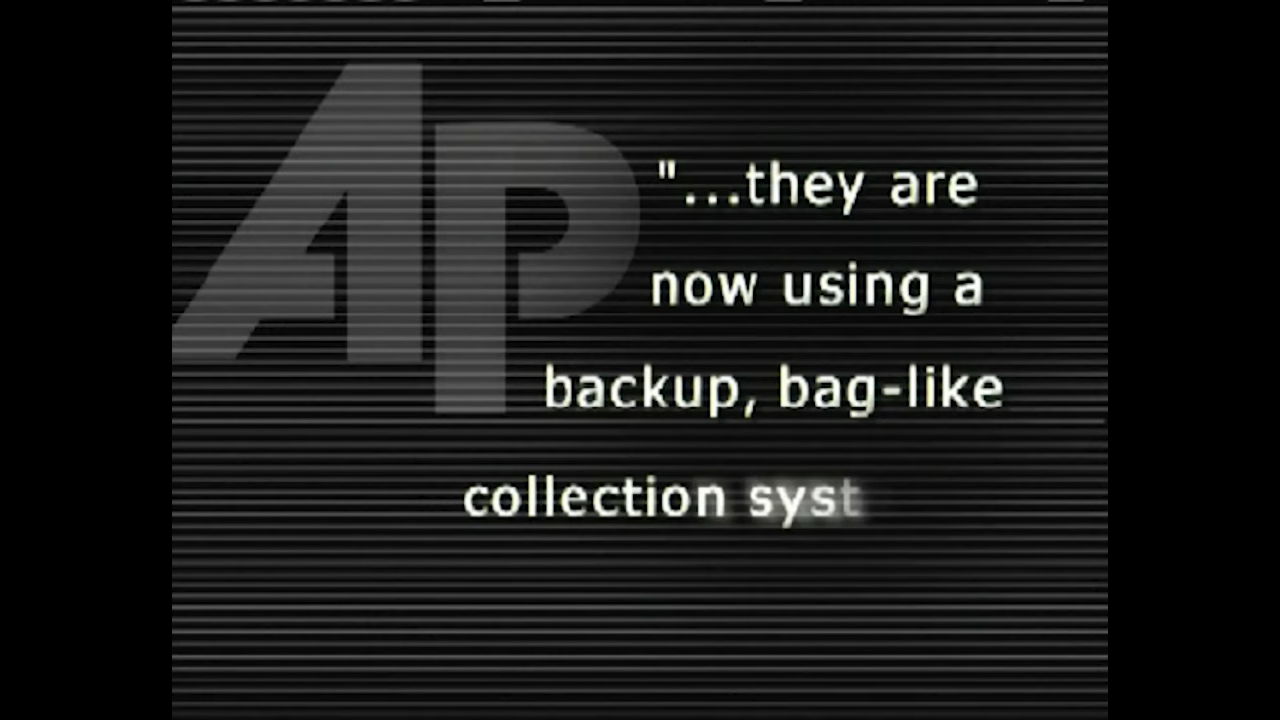 AP
"...they are
now using a
backup, bag-like
collection syst